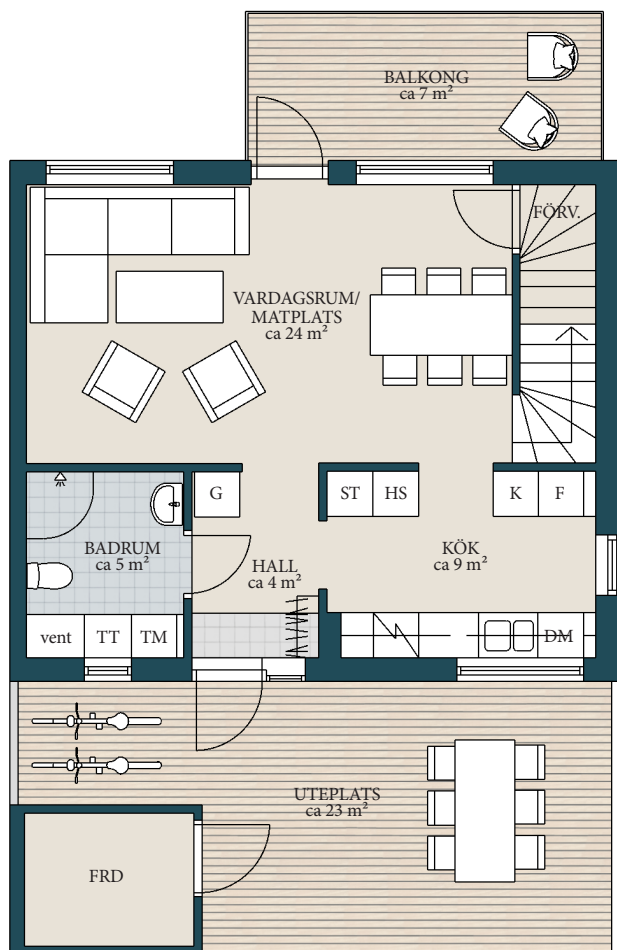 BALKONG
ca 7 m²
FÖRV.
VARDAGSRUM/
MATPLATS
ca 24 m²
G
ST
HS
K
F
BADRUM
ca 5 m²
HALL
ca 4 m²
KÖK
ca 9 m²
vent
TT
TM
DM
UTEPLATS
ca 23 m²
FRD